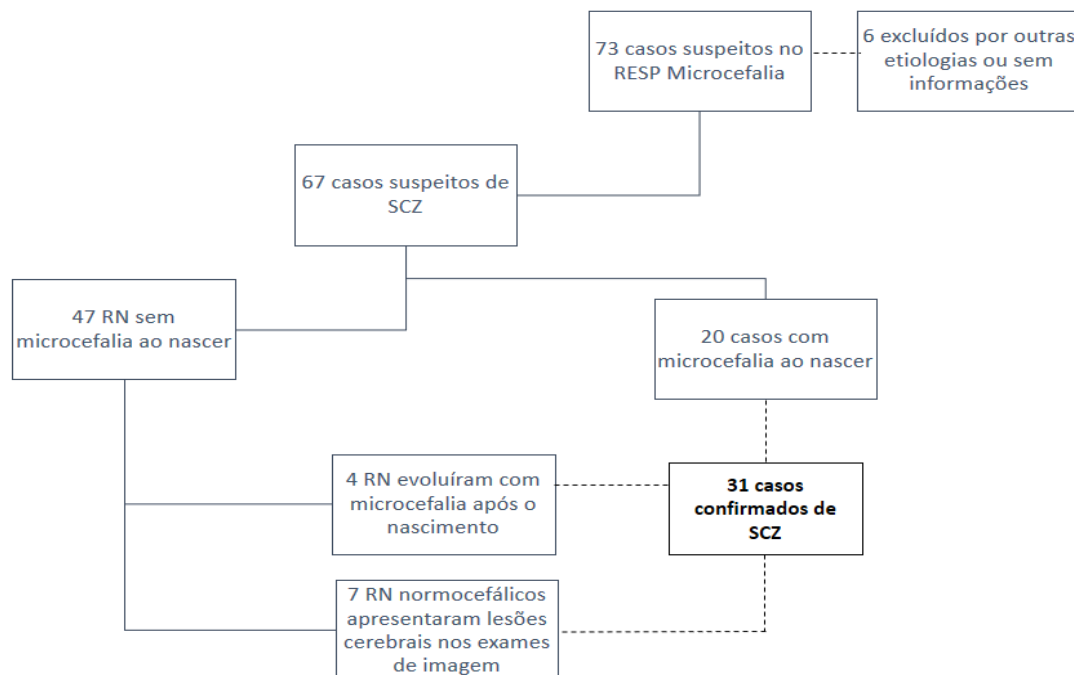 73 casos suspeitos no
RESP Microcefalia
6 excluídos por outras
etiologias ou sem
informações
67 casos suspeitos de
SCZ
47 RN sem
microcefalia ao nascer
20 casos com
microcefalia ao nascer
4 RN evoluíram com
microcefalia após o
nascimento
31 casos
confirmados de
SCZ
7 RN normocefálicos
apresentaram lesões
cerebrais nos exames
de imagem